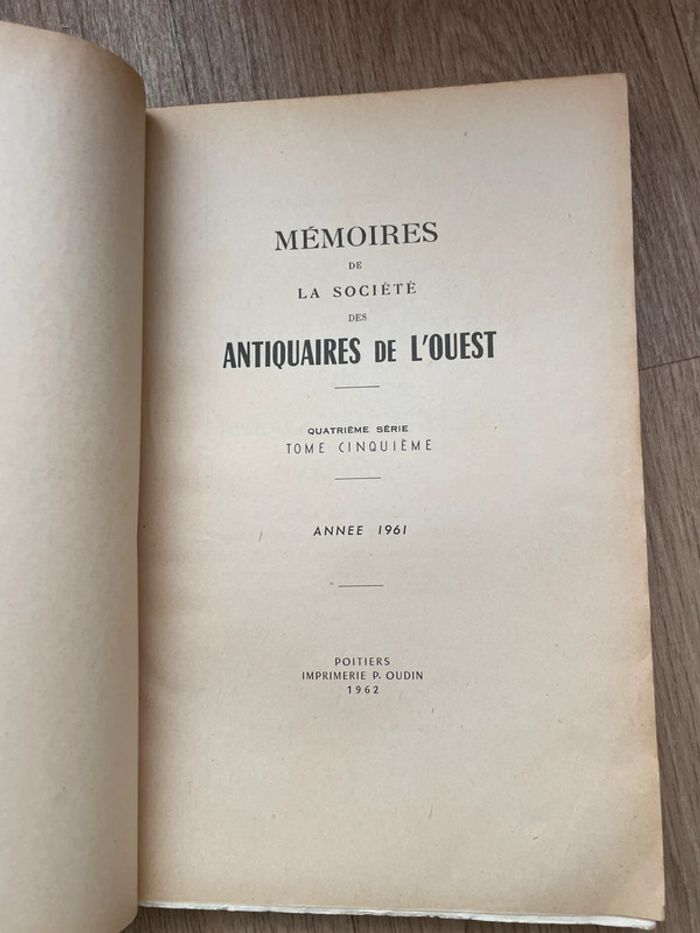 MÉMOIRES
DE
LA SOCIÉTÉ
DES
ANTIQUAIRES DE L'OUEST
QUATRIÈME SÉRIE
TOME CINQUIÈME
ANNEE 1961
POITIERS
IMPRIMERIE P. OUDIN
1962